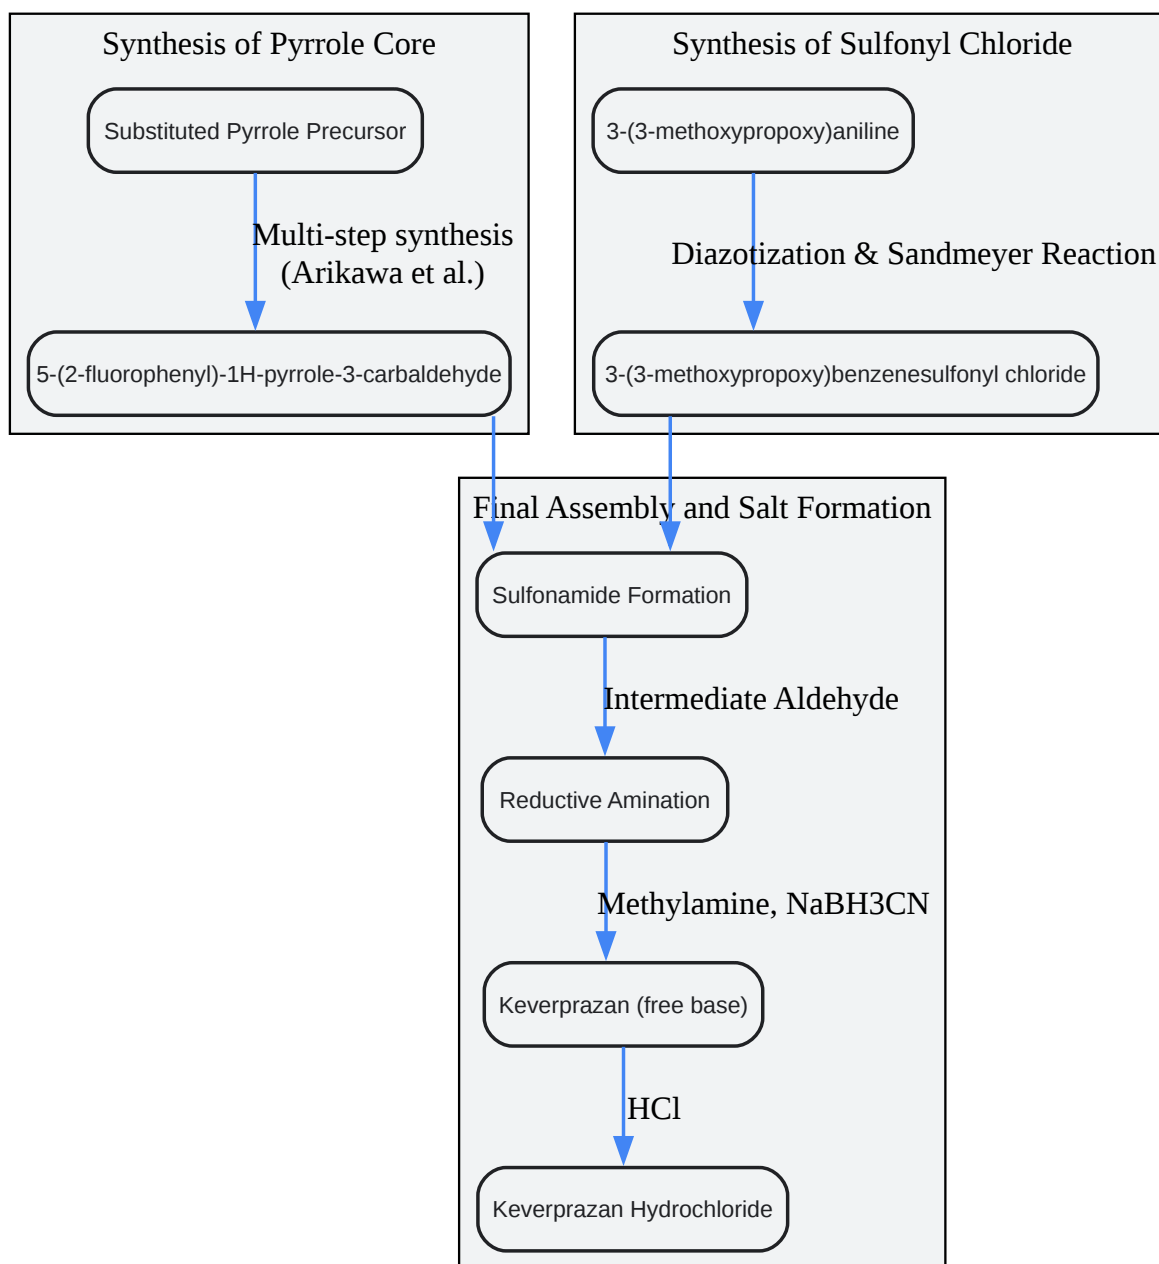 Synthesis of Pyrrole Core
Substituted Pyrrole Precursor
Multi-step synthesis
(Arikawa et al.)
5-(2-fluorophenyl)-1H-pyrrole-3-carbaldehyde
Synthesis of Sulfonyl Chloride
3-(3-methoxypropoxy)aniline
Diazotization & Sandmeyer Reaction
3-(3-methoxypropoxy)benzenesulfonyl chloride
Final Assembly and Salt Formation
Sulfonamide Formation
Intermediate Aldehyde
Reductive Amination
Methylamine, NaBH3CN
Keverprazan (free base)
HCl
Keverprazan Hydrochloride